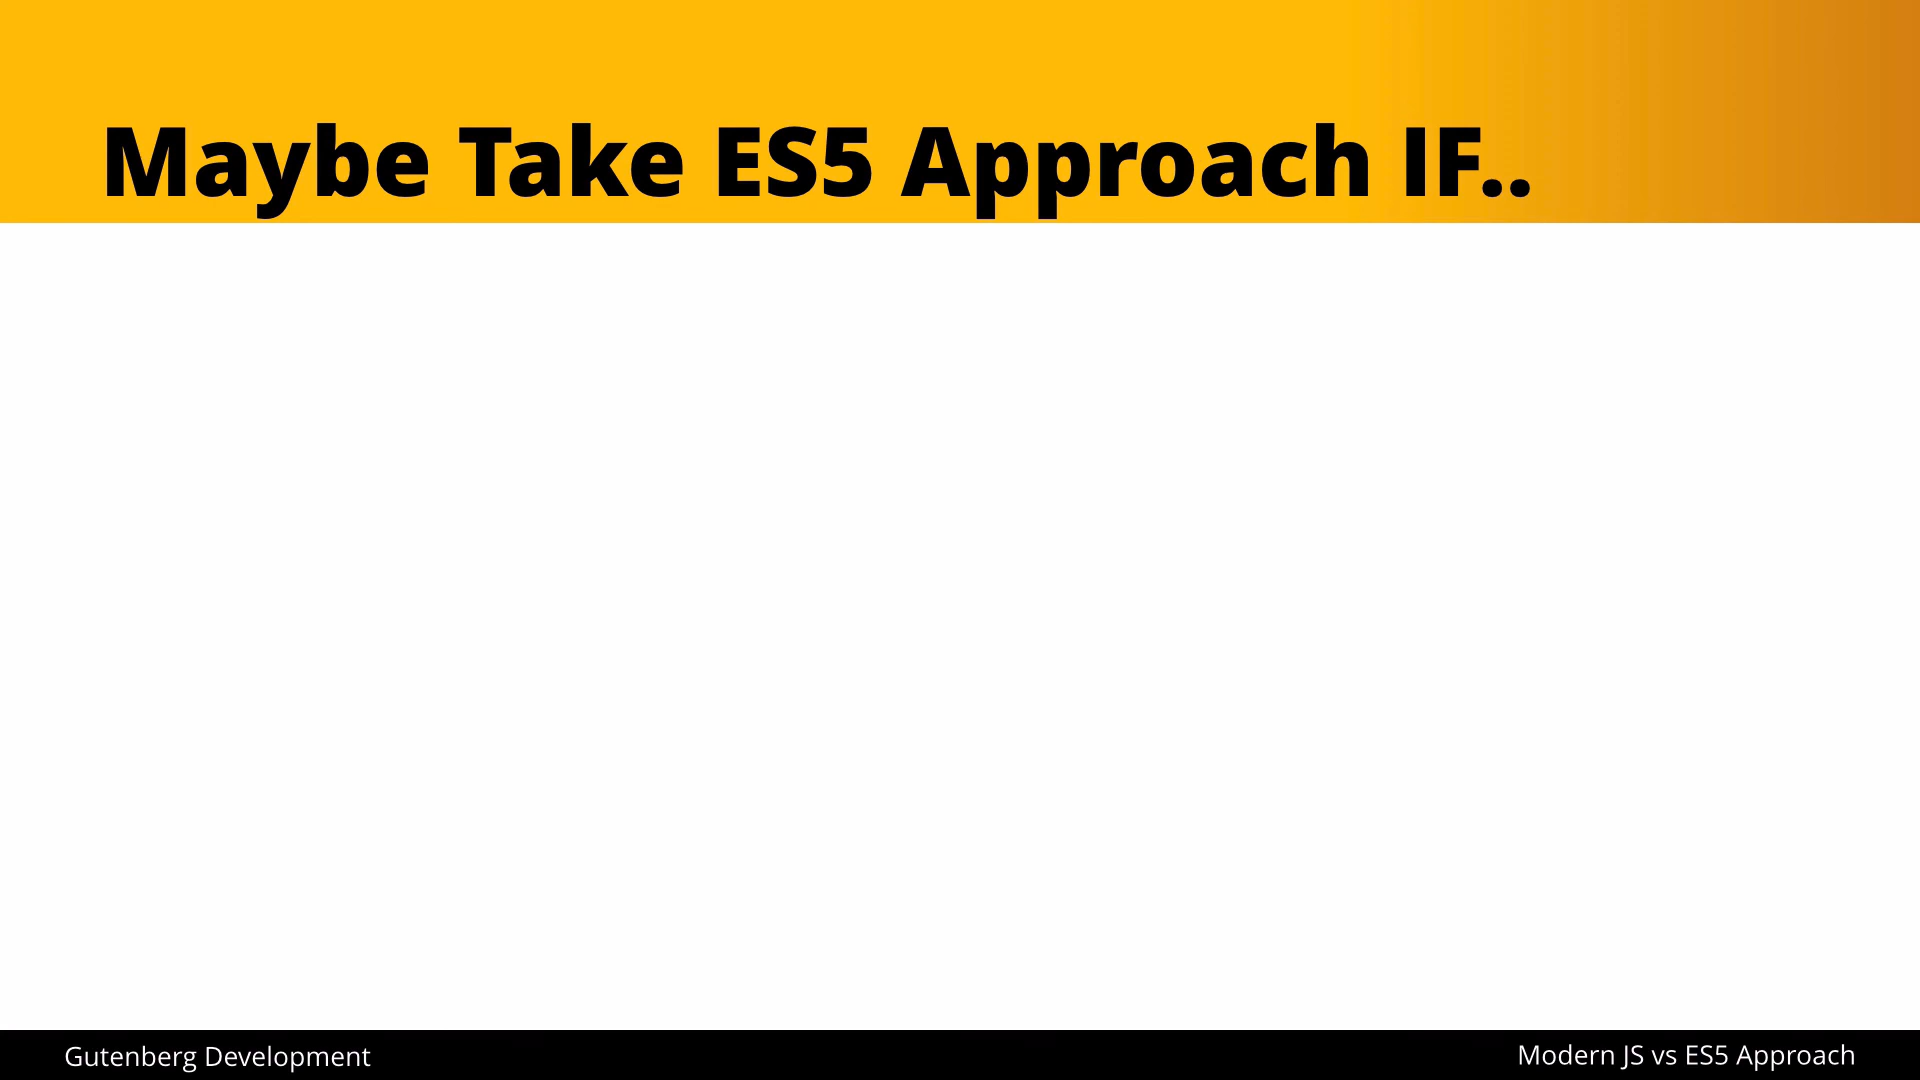 Maybe Take ES5 Approach IF..
Gutenberg Development
Modern JS vs ES5 Approach